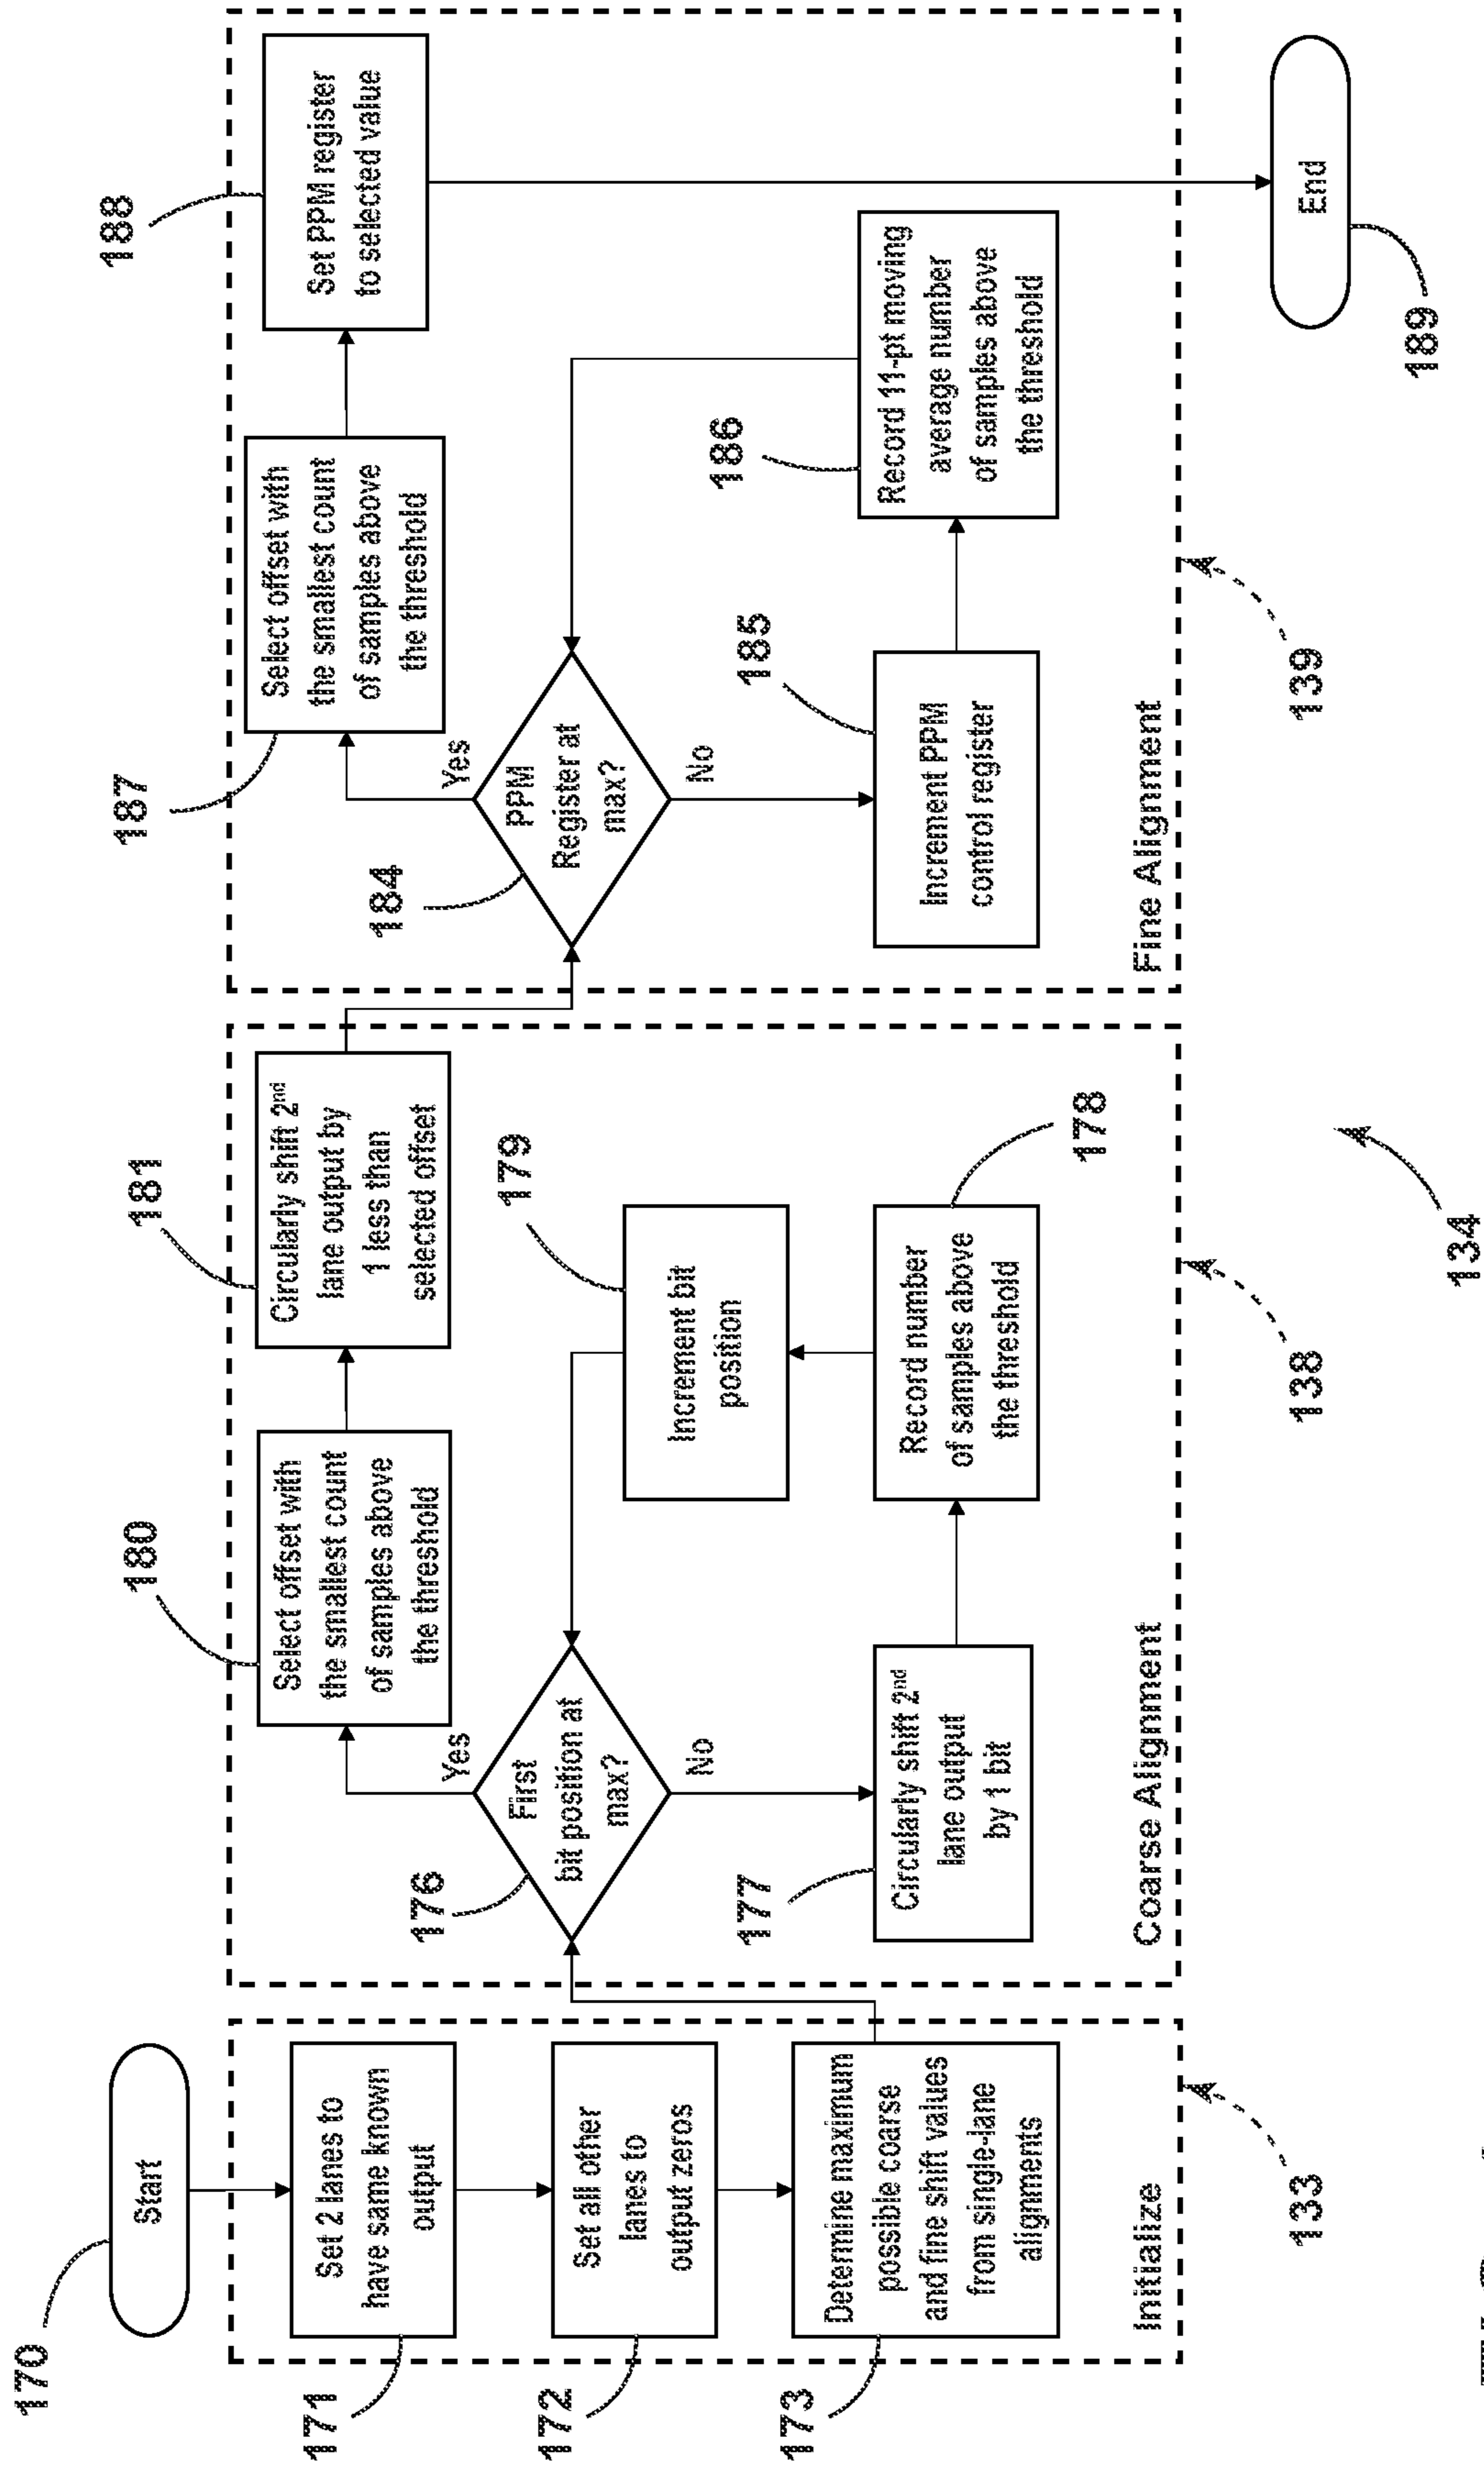 170
Start
171
Set 2 lanes to
have same known
output
172
Set all other
lanes to
output zeros
173
Determine maximum
possible coarse
and fine shift values
from single-lane
alignments
Initialize
133
176
First
bit position at
max?
Yes
No
177
Circularly shift 2nd
lane output
by 1 bit
178
Record number
of samples above
the threshold
179
Increment bit
position
180
Select offset with
the smallest count
of samples above
the threshold
181
Circularly shift 2nd
lane output by
1 less than
selected offset
Coarse Alignment
138
134
184
PPM
Register at
max?
Yes
No
185
Increment PPM
control register
186
Record 11-pt moving
average number
of samples above
the threshold
187
Select offset with
the smallest count
of samples above
the threshold
188
Set PPM register
to selected value
Fine Alignment
139
End
189